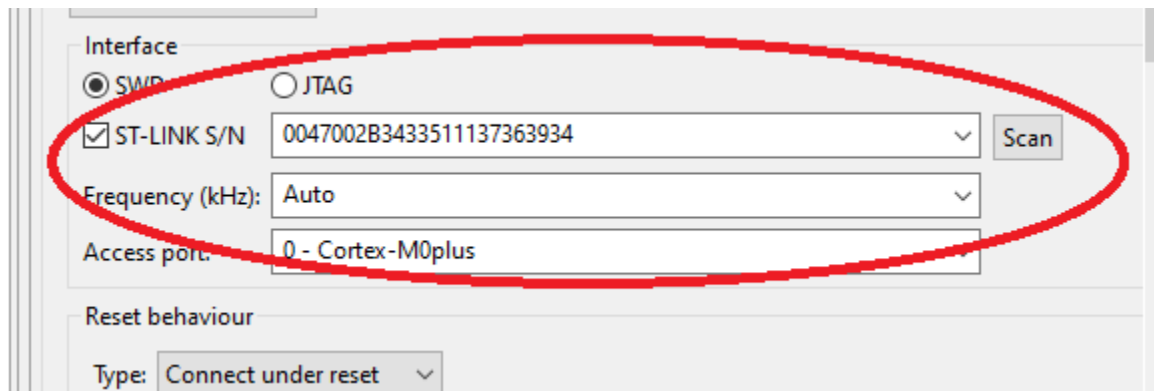 Interface
SWD JTAG
ST-LINK S/N 0047002B3433511137363934 Scan
Frequency (kHz): Auto
Access port: 0 - Cortex-M0plus
Reset behaviour
Type: Connect under reset